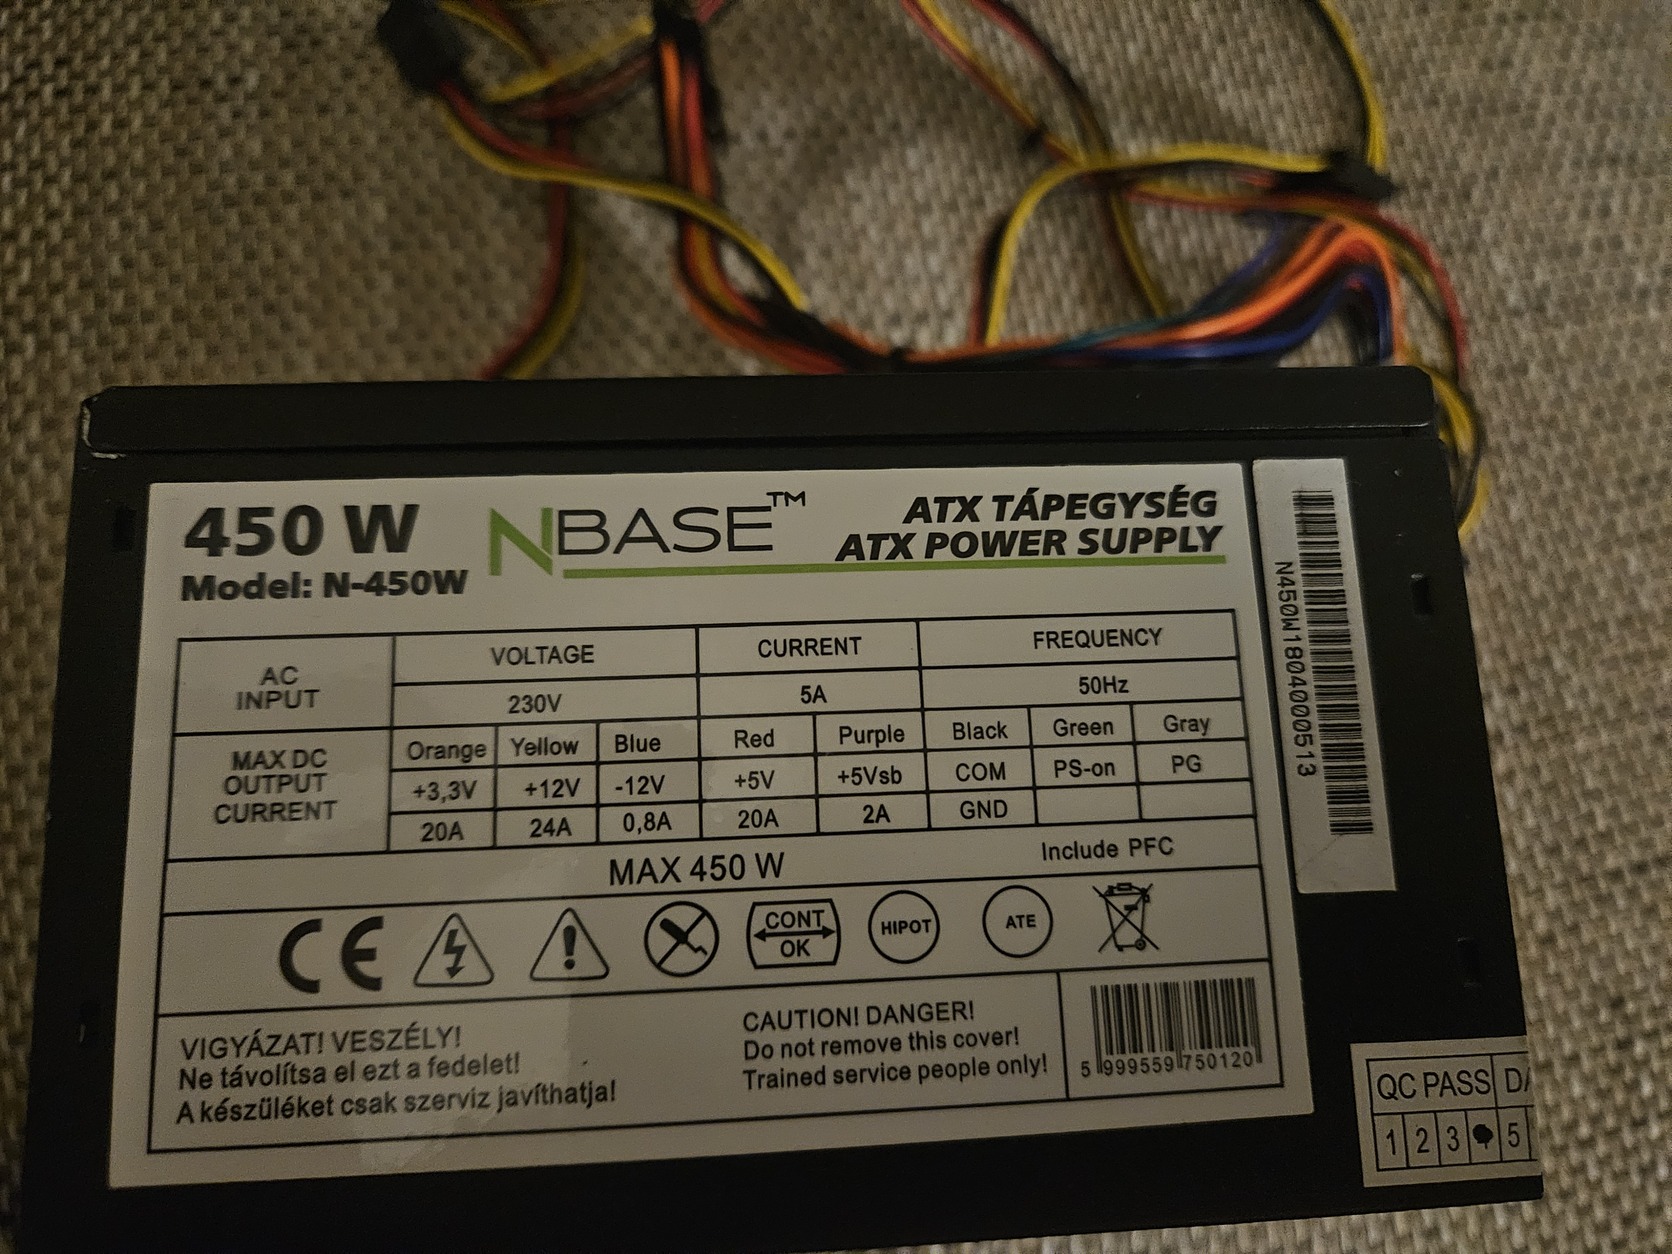 450 W
Model: N-450W
NBASE™
ATX TÁPEGYSÉG
ATX POWER SUPPLY
AC INPUT
VOLTAGE CURRENT FREQUENCY
230V 5A 50Hz
MAX DC OUTPUT CURRENT
Orange Yellow Blue Red Purple Black Green Gray
+3,3V +12V -12V +5V +5Vsb COM PS-on PG
20A 24A 0,8A 20A 2A GND
MAX 450 W Include PFC
CE CONT OK HIPOT ATE
VIGYÁZAT! VESZÉLY!
Ne távolítsa el ezt a fedelet!
A készüléket csak szerviz javíthatja!
CAUTION! DANGER!
Do not remove this cover!
Trained service people only!
5 999559 750120
N450W180400000513
QC PASS
1 2 3 5